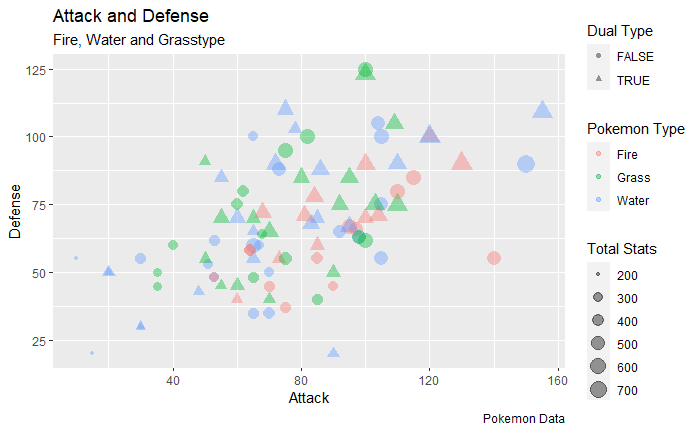 Attack and Defense
Fire, Water and Grasstype
Defense
125
100
75
50
25
40
80
120
160
Attack
Pokemon Data
Dual Type
FALSE
TRUE
Pokemon Type
Fire
Grass
Water
Total Stats
200
300
400
500
600
700